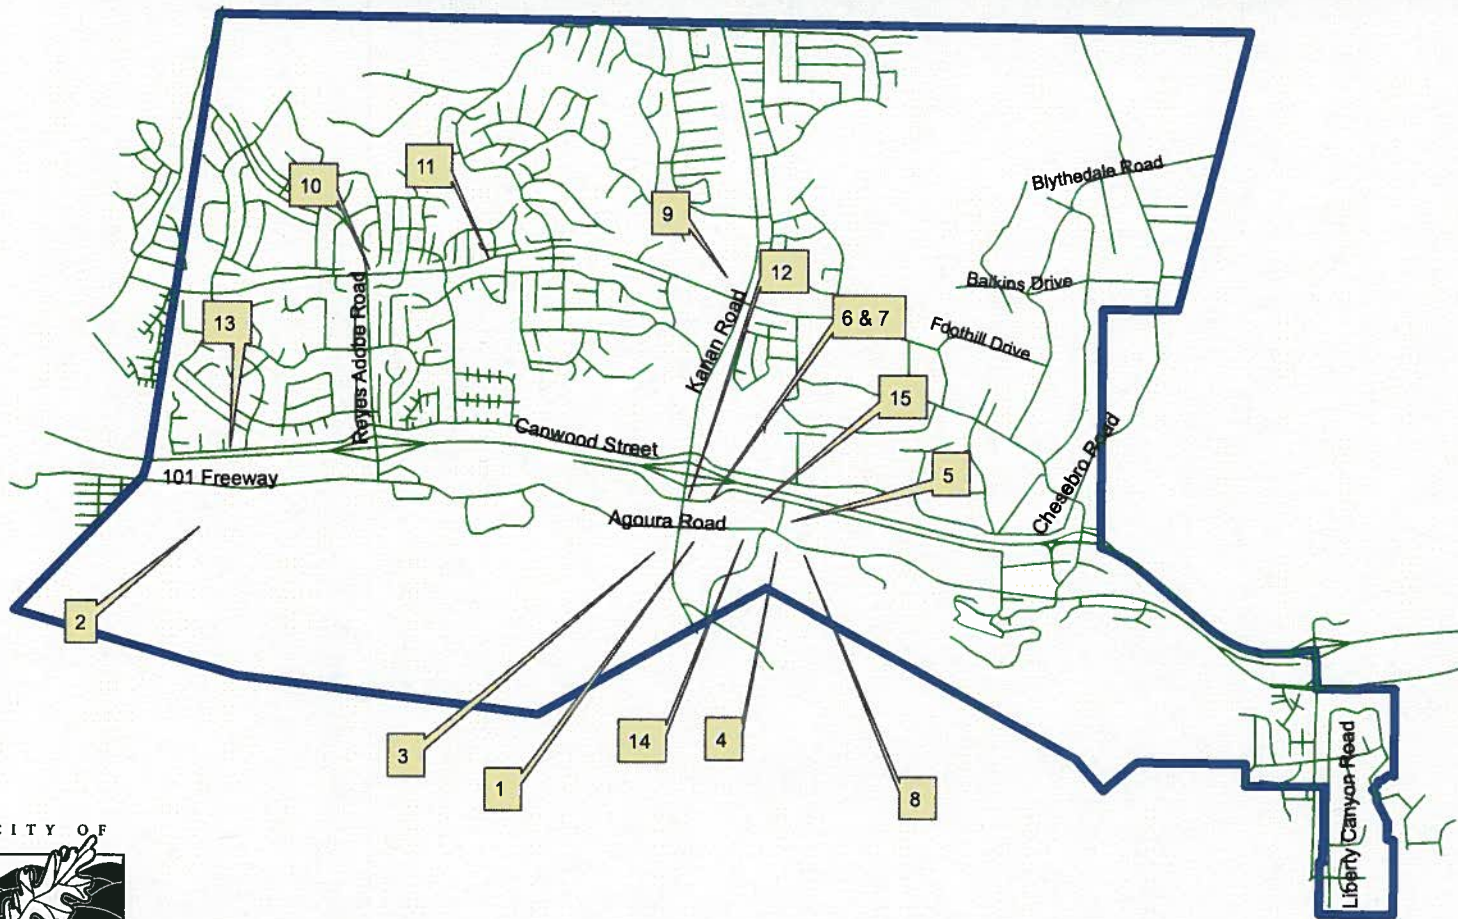 Blythedale Road
11
10
9
12
Balkins Drive
13
6 & 7
Foothill Drive
Reyes Adobe Road
Kanan Road
15
Canwood Street
5
101 Freeway
Chesebro Road
Agoura Road
2
3
14
4
1
8
Liberty Canyon Road
CITY OF